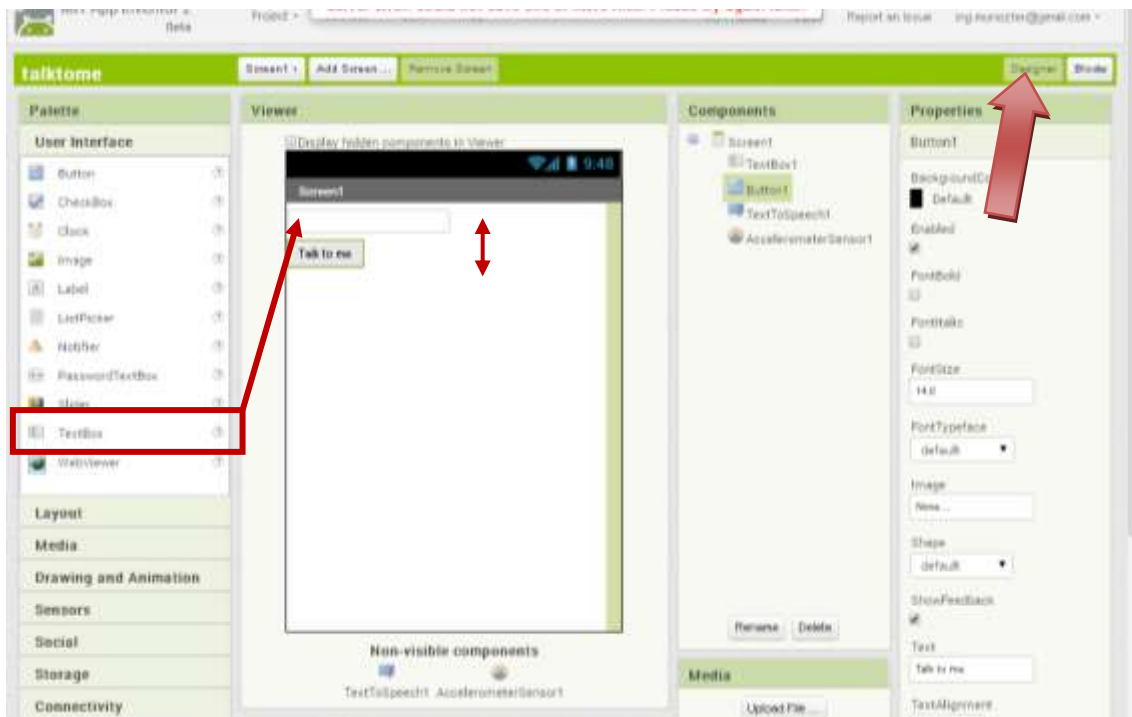 Beta
Project
Report an Issue
talktome
Screen1
Add Screen ...
Remove Screen
Designer
Blocks
Palette
User Interface
Button
CheckBox
Clock
Image
Label
ListPicker
Notifier
PasswordTextBox
Slider
TextBox
WebViewer
Layout
Media
Drawing and Animation
Sensors
Social
Storage
Connectivity
Viewer
Display hidden components in Viewer
9:48
Screen1
Talk to me
Non-visible components
TextToSpeech1 AccelerometerSensor1
Components
Screen1
TextBox1
Button1
TextToSpeech1
AccelerometerSensor1
Rename
Delete
Media
Upload File ...
Properties
Button1
Default
Enabled
FontBold
FontItalic
FontSize
14.0
FontTypeface
default
Image
None...
Shape
default
ShowFeedback
Text
Talk to me
TextAlignment